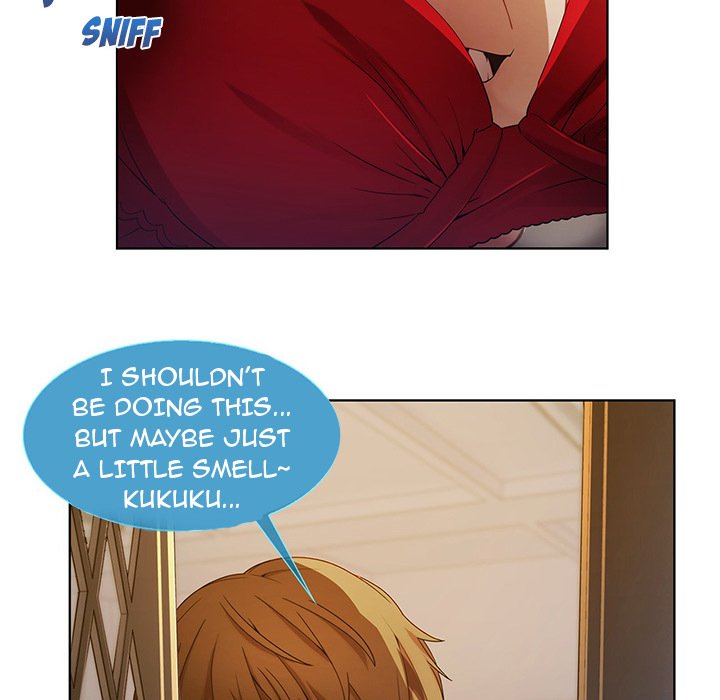 SNIFF
I SHOULDN'T
BE DOING THIS...
BUT MAYBE JUST
A LITTLE SMELL~
KUKUKU...